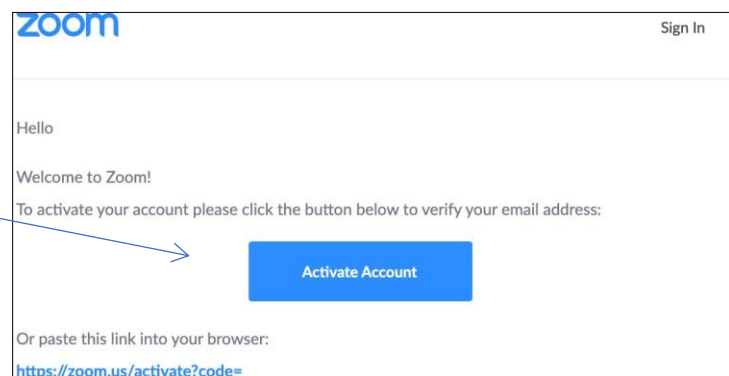 zoom
Sign In
Hello
Welcome to Zoom!
To activate your account please click the button below to verify your email address:
Activate Account
Or paste this link into your browser:
https://zoom.us/activate?code=